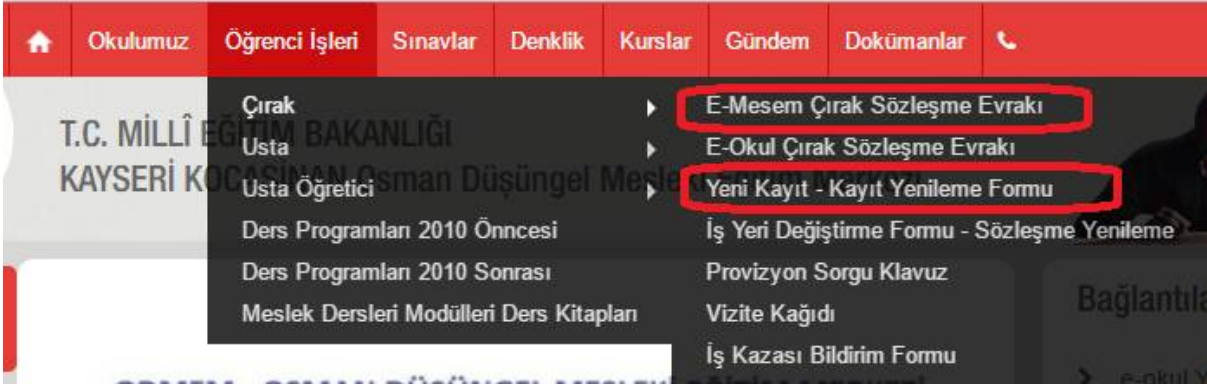 Okulumuz Öğrenci İşleri Sınavlar Denklik Kurslar Gündem Dokümanlar
T.C. MİLLÎ EĞİTİM BAKANLIĞI
KAYSERİ KOCASİNAN Osman Düşüngel Mesleki Eğitim Merkezi
Çırak
Usta
Usta Öğretici
Ders Programları 2010 Önncesi
Ders Programları 2010 Sonrası
Meslek Dersleri Modülleri Ders Kitapları
E-Mesem Çırak Sözleşme Evrakı
E-Okul Çırak Sözleşme Evrakı
Yeni Kayıt - Kayıt Yenileme Formu
İş Yeri Değiştirme Formu - Sözleşme Yenileme
Provizyon Sorgu Klavuz
Vizite Kağıdı
İş Kazası Bildirim Formu
Bağlantıla
e-okul V